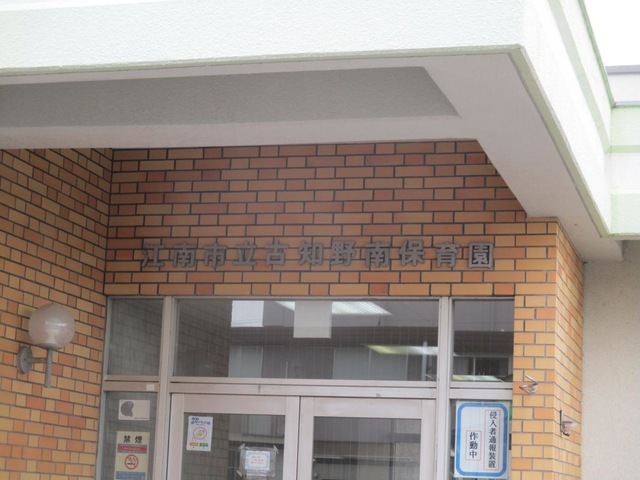 江南市立古知野南保育園
侵入者通報装置
作動中
禁煙